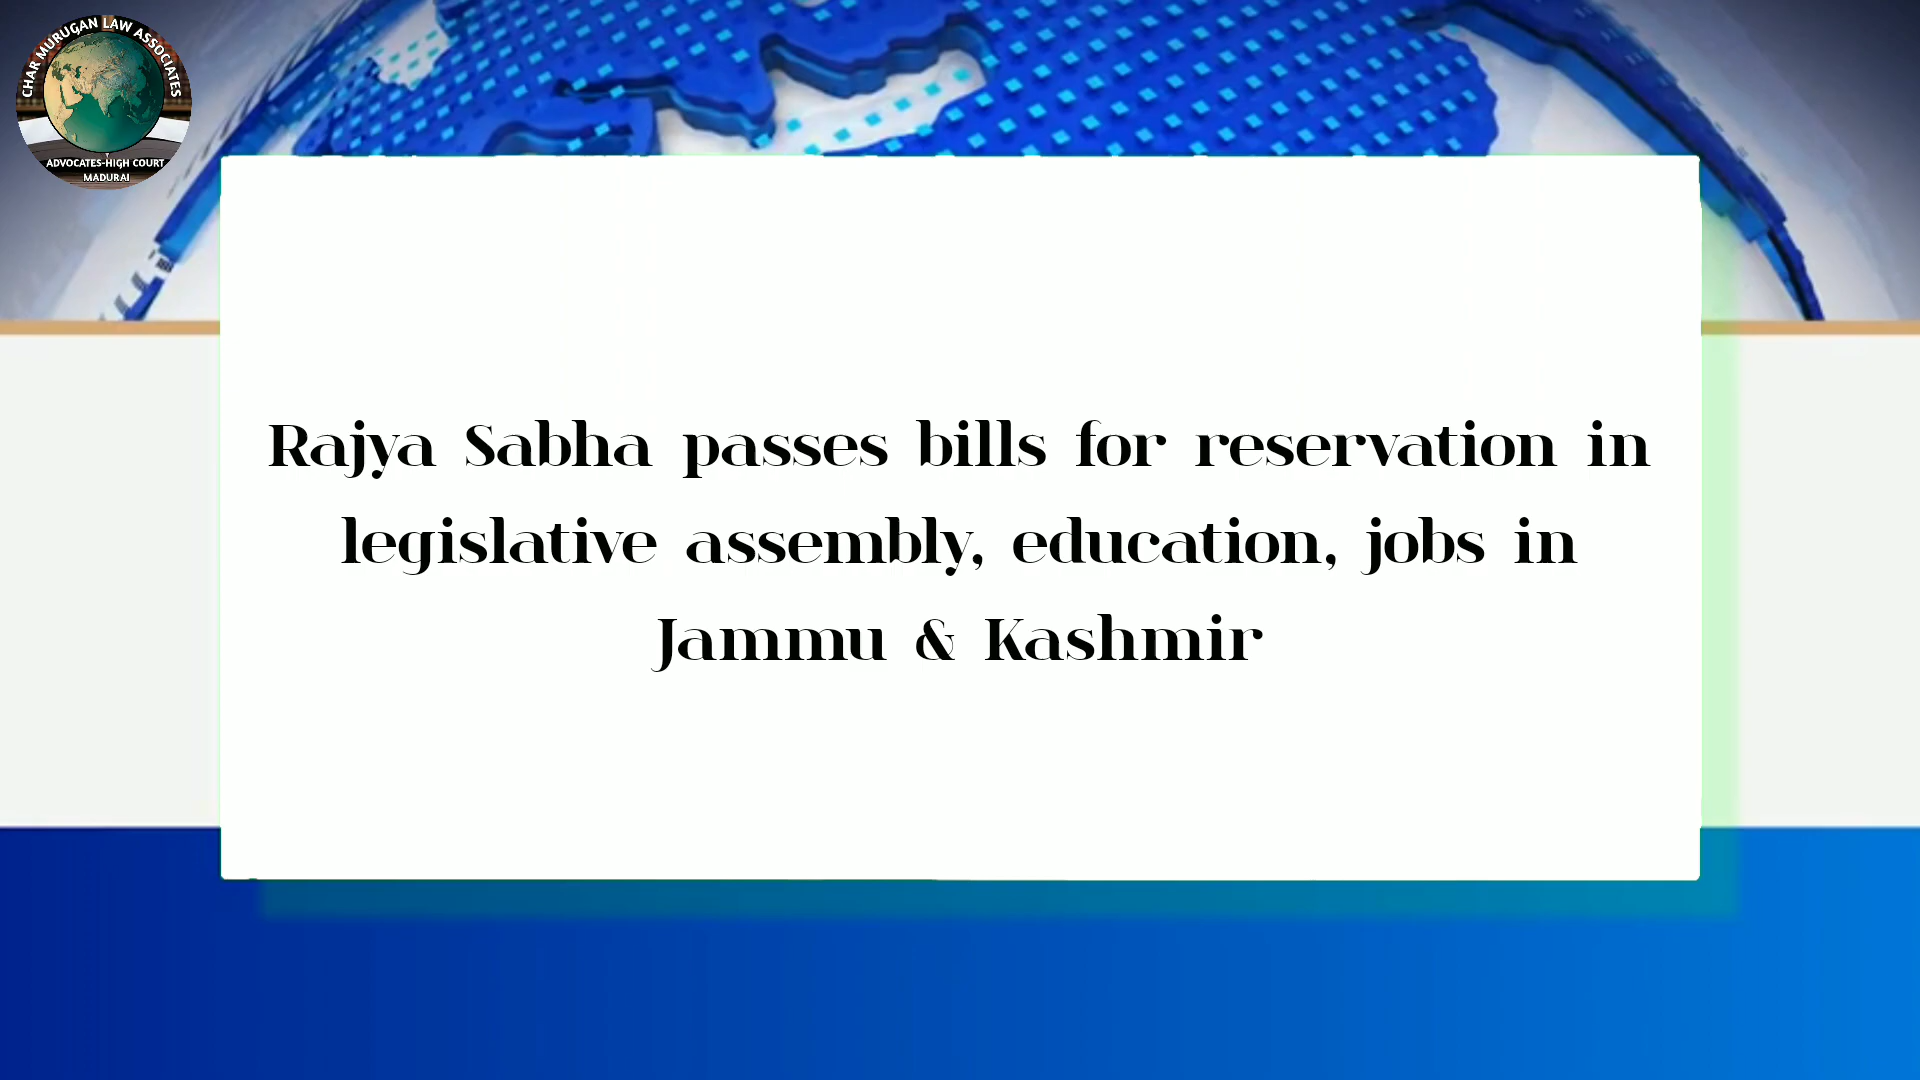 CHAR MURUGAN LAW ASSOCIATES
ADVOCATES-HIGH COURT
MADURAI
Rajya Sabha passes bills for reservation in
legislative assembly, education, jobs in
Jammu & Kashmir